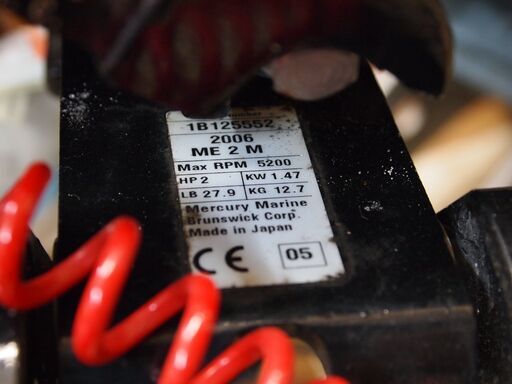 1B125552
2006
ME 2 M
Max RPM 5200
HP 2 KW 1.47
LB 27.9 KG 12.7
Mercury Marine
Brunswick Corp.
Made in Japan
CE 05